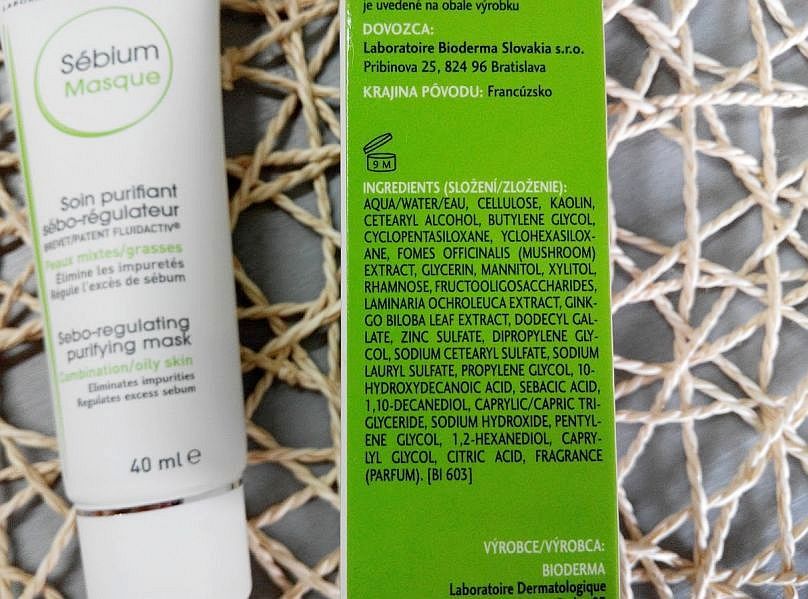 Sébium
Masque
Soin purifiant
sébo-régulateur
BREVET/PATENT FLUIDACTIV®
Peaux mixtes/grasses
Élimine les impuretés
Régule l'excès de sébum
Sebo-regulating
purifying mask
Combination/oily skin
Eliminates impurities
Regulates excess sebum
40 ml e
je uvedené na obale výrobku
DOVOZCA:
Laboratoire Bioderma Slovakia s.r.o.
Pribinova 25, 824 96 Bratislava
KRAJINA PÔVODU: Francúzsko
9 M
INGREDIENTS (SLOŽENÍ/ZLOŽENIE):
AQUA/WATER/EAU, CELLULOSE, KAOLIN,
CETEARYL ALCOHOL, BUTYLENE GLYCOL,
CYCLOPENTASILOXANE, YCLOHEXASILOX-
ANE, FOMES OFFICINALIS (MUSHROOM)
EXTRACT, GLYCERIN, MANNITOL, XYLITOL,
RHAMNOSE, FRUCTOOLIGOSACCHARIDES,
LAMINARIA OCHROLEUCA EXTRACT, GINK-
GO BILOBA LEAF EXTRACT, DODECYL GAL-
LATE, ZINC SULFATE, DIPROPYLENE GLY-
COL, SODIUM CETEARYL SULFATE, SODIUM
LAURYL SULFATE, PROPYLENE GLYCOL, 10-
HYDROXYDECANOIC ACID, SEBACIC ACID,
1,10-DECANEDIOL, CAPRYLIC/CAPRIC TRI-
GLYCERIDE, SODIUM HYDROXIDE, PENTYL-
ENE GLYCOL, 1,2-HEXANEDIOL, CAPRY-
LYL GLYCOL, CITRIC ACID, FRAGRANCE
(PARFUM). [BI 603]
VÝROBCE/VÝROBCA:
BIODERMA
Laboratoire Dermatologique